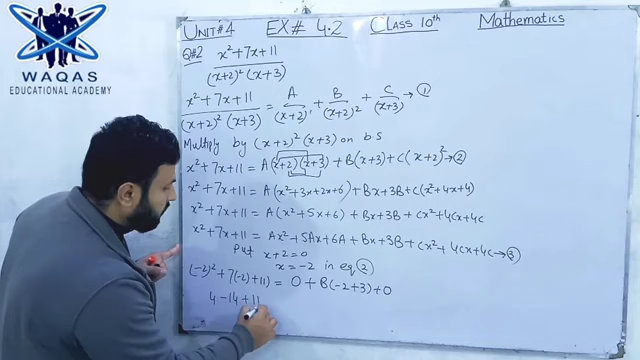 WAQAS
EDUCATIONAL ACADEMY
UNIT#4 EX# 4.2 CLASS 10th Mathematics
Q#2 x²+7x+11 / (x+2)²(x+3)
x²+7x+11 / (x+2)²(x+3) = A/(x+2)¹ + B/(x+2)² + C/(x+3) → ①
Multiply by (x+2)²(x+3) on b S
x²+7x+11 = A(x+2)(x+3) + B(x+3) + C(x+2)² → ②
x²+7x+11 = A(x²+3x+2x+6) + Bx+3B + C(x²+4x+4)
x²+7x+11 = A(x²+5x+6) + Bx+3B + Cx²+4Cx+4C
x²+7x+11 = Ax²+5Ax+6A + Bx+3B + Cx²+4Cx+4C → ③
Put x+2=0
x=-2 in eq ②
(-2)²+7(-2)+11) = 0 + B(-2+3) + 0
4-14+11